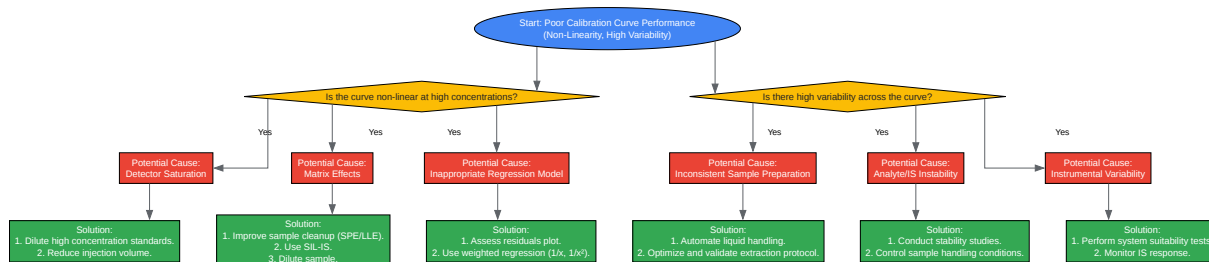 Start: Poor Calibration Curve Performance
(Non-Linearity, High Variability)
Is the curve non-linear at high concentrations?
Is there high variability across the curve?
Yes
Yes
Yes
Yes
Yes
Yes
Potential Cause:
Detector Saturation
Potential Cause:
Matrix Effects
Potential Cause:
Inappropriate Regression Model
Potential Cause:
Inconsistent Sample Preparation
Potential Cause:
Analyte/IS Instability
Potential Cause:
Instrumental Variability
Solution:
1. Dilute high concentration standards.
2. Reduce injection volume.
Solution:
1. Improve sample cleanup (SPE/LLE).
2. Use SIL-IS.
3. Dilute sample.
Solution:
1. Assess residuals plot.
2. Use weighted regression (1/x, 1/x²).
Solution:
1. Automate liquid handling.
2. Optimize and validate extraction protocol.
Solution:
1. Conduct stability studies.
2. Control sample handling conditions.
Solution:
1. Perform system suitability tests
2. Monitor IS response.